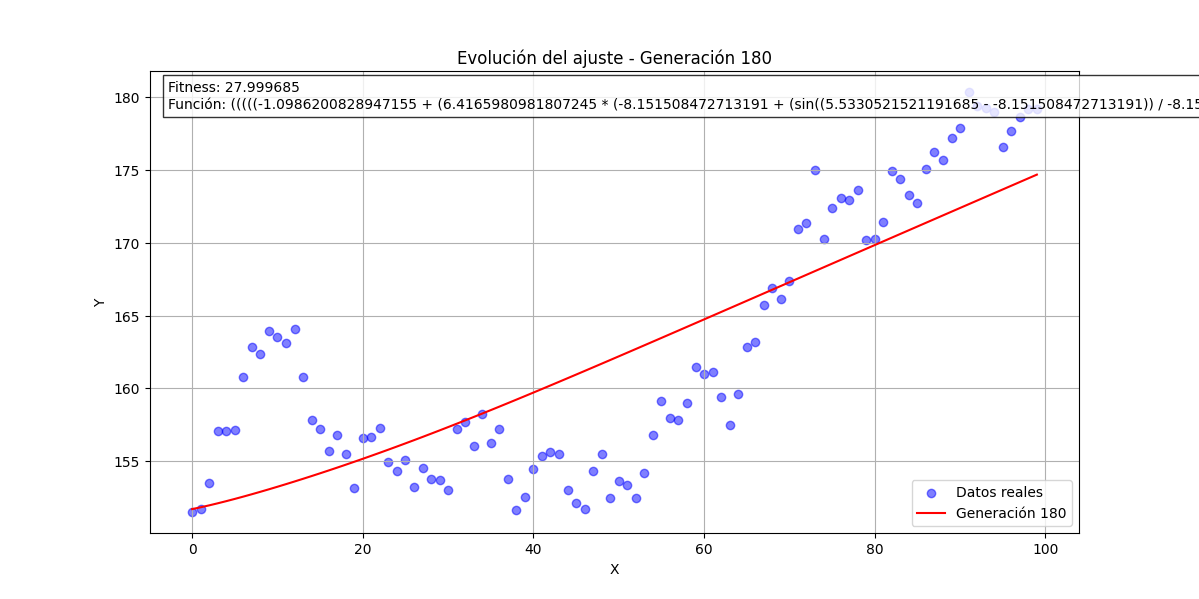 Evolución del ajuste - Generación 180
Fitness: 27.999685
Función: (((((-1.0986200828947155 + (6.4165980981807245 * (-8.151508472713191 + (sin((5.5330521521191685 - -8.151508472713191)) / -8.15
180
175
170
165
160
155
Y
0
20
40
60
80
100
X
Datos reales
Generación 180